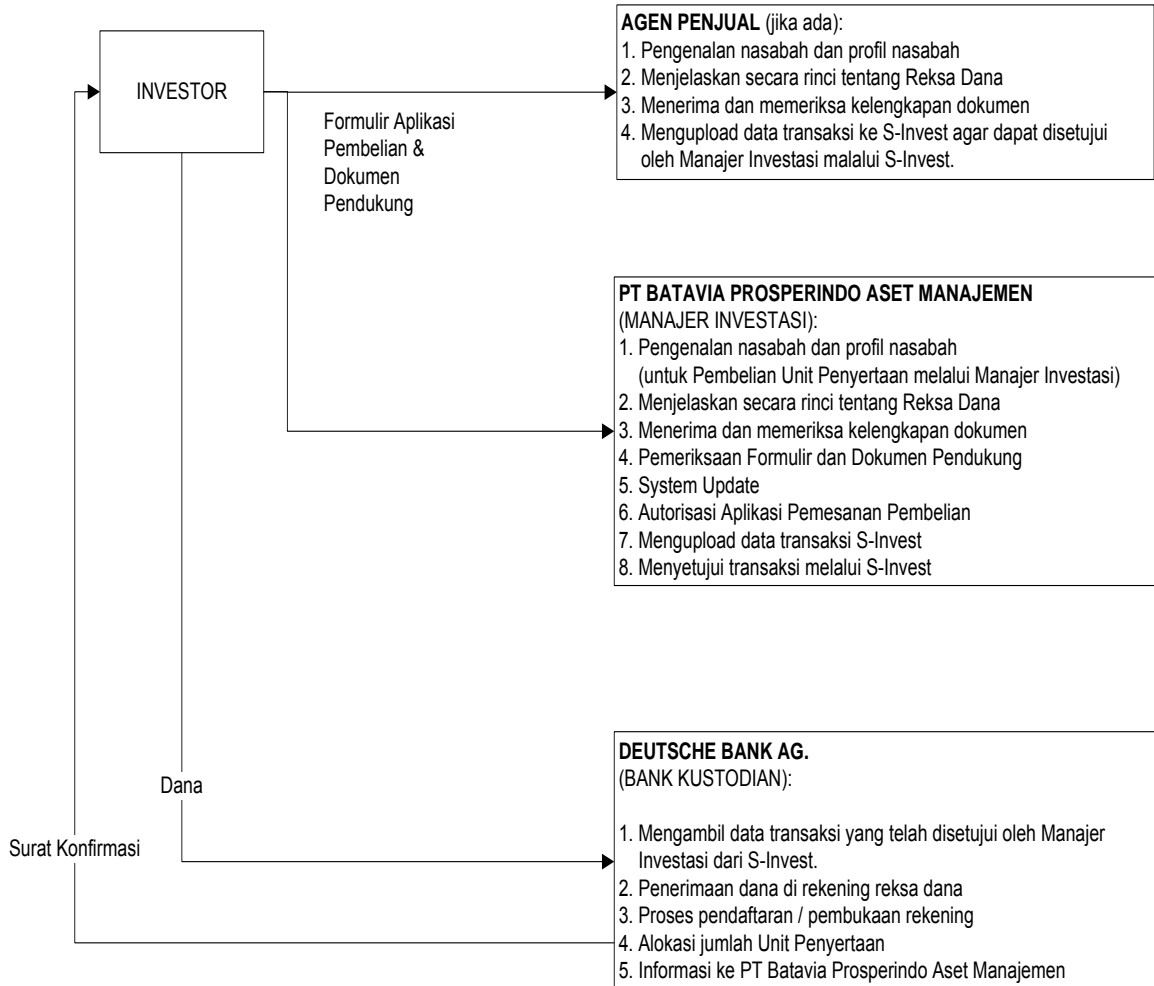 INVESTOR
Formulir Aplikasi
Pembelian &
Dokumen
Pendukung
AGEN PENJUAL (jika ada):
1. Pengenalan nasabah dan profil nasabah
2. Menjelaskan secara rinci tentang Reksa Dana
3. Menerima dan memeriksa kelengkapan dokumen
4. Mengupload data transaksi ke S-Invest agar dapat disetujui
oleh Manajer Investasi malalui S-Invest.
PT BATAVIA PROSPERINDO ASET MANAJEMEN
(MANAJER INVESTASI):
1. Pengenalan nasabah dan profil nasabah
(untuk Pembelian Unit Penyertaan melalui Manajer Investasi)
2. Menjelaskan secara rinci tentang Reksa Dana
3. Menerima dan memeriksa kelengkapan dokumen
4. Pemeriksaan Formulir dan Dokumen Pendukung
5. System Update
6. Autorisasi Aplikasi Pemesanan Pembelian
7. Mengupload data transaksi S-Invest
8. Menyetujui transaksi melalui S-Invest
Dana
Surat Konfirmasi
DEUTSCHE BANK AG.
(BANK KUSTODIAN):
1. Mengambil data transaksi yang telah disetujui oleh Manajer
Investasi dari S-Invest.
2. Penerimaan dana di rekening reksa dana
3. Proses pendaftaran / pembukaan rekening
4. Alokasi jumlah Unit Penyertaan
5. Informasi ke PT Batavia Prosperindo Aset Manajemen